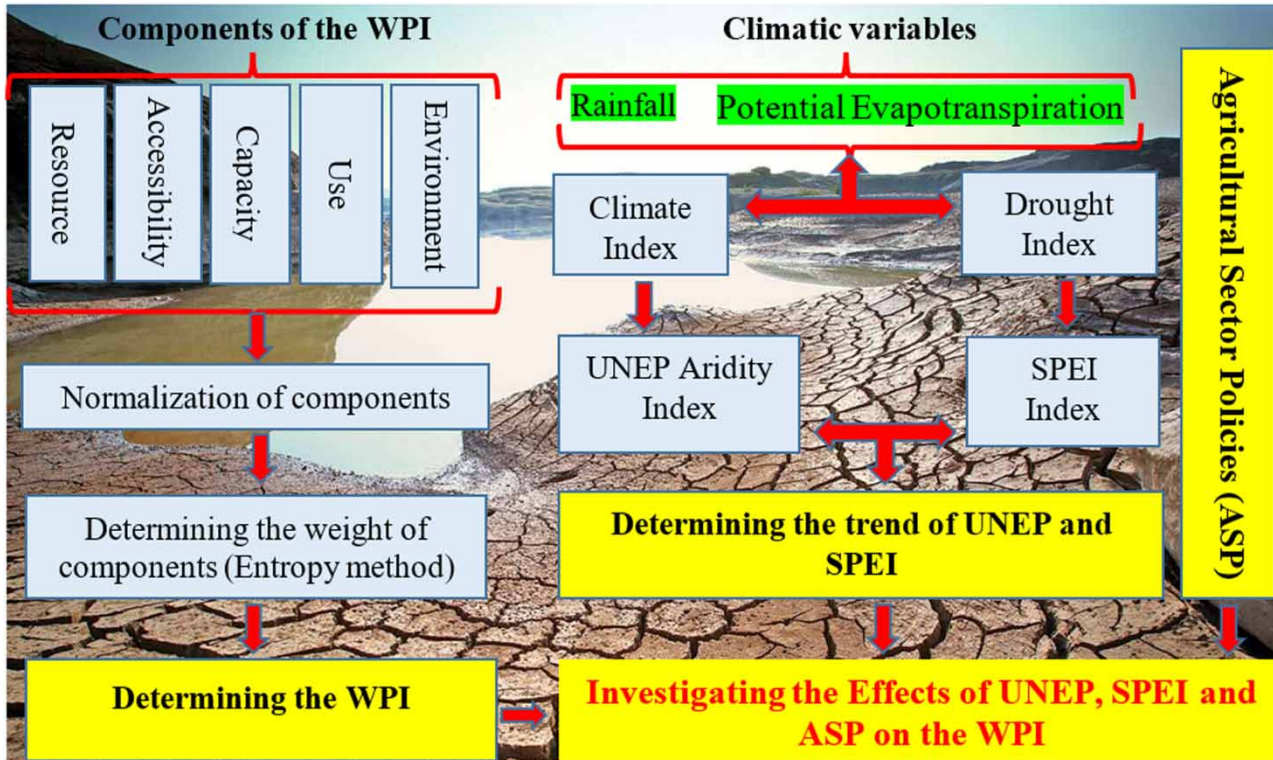 Components of the WPI
Resource
Accessibility
Capacity
Use
Environment
Normalization of components
Determining the weight of
components (Entropy method)
Determining the WPI
Climatic variables
Rainfall
Potential Evapotranspiration
Climate
Index
Drought
Index
UNEP Aridity
Index
SPEI
Index
Determining the trend of UNEP and
SPEI
Agricultural Sector Policies (ASP)
Investigating the Effects of UNEP, SPEI and
ASP on the WPI